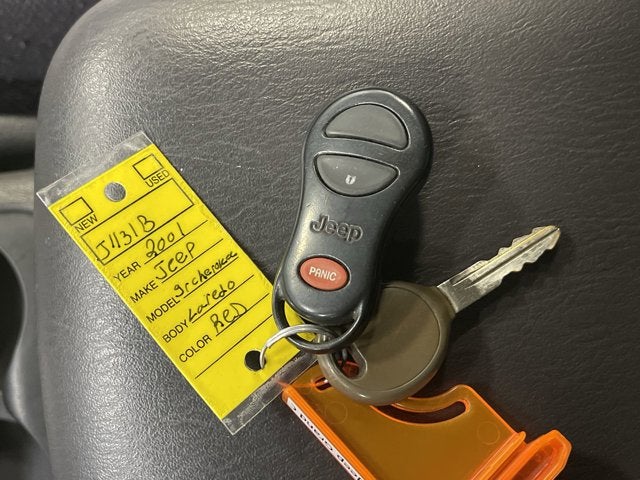 NEW
USED
J1131B
YEAR 2001
MAKE Jeep
MODEL gr cherokee
BODY Laredo
COLOR Red
Jeep
PANIC